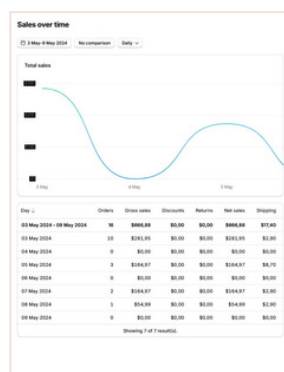 Sales over time
3 May-9 May 2024 No comparison Daily
Total sales
3 May 4 May 5 May
Day Orders Gross sales Discounts Returns Net sales Shipping
03 May 2024 - 09 May 2024 16 $666,88 $0,00 $0,00 $666,88 $17,40
03 May 2024 10 $281,95 $0,00 $0,00 $281,95 $2,90
04 May 2024 0 $0,00 $0,00 $0,00 $0,00 $0,00
05 May 2024 3 $164,97 $0,00 $0,00 $164,97 $8,70
06 May 2024 0 $0,00 $0,00 $0,00 $0,00 $0,00
07 May 2024 2 $164,97 $0,00 $0,00 $164,97 $2,90
08 May 2024 1 $54,99 $0,00 $0,00 $54,99 $2,90
09 May 2024 0 $0,00 $0,00 $0,00 $0,00 $0,00
Showing 7 of 7 result(s).